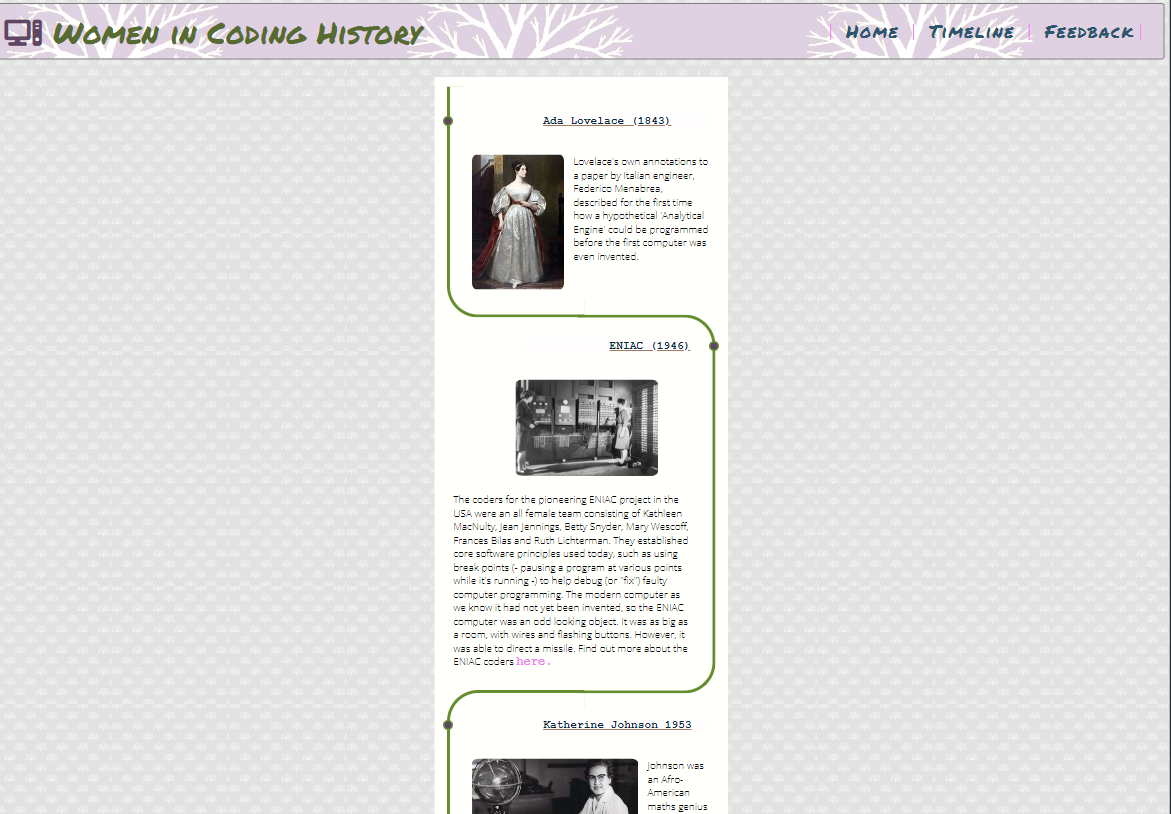 Women in Coding History
Home
Timeline
Feedback
Ada Lovelace (1843)
Lovelace's own annotations to
a paper by Italian engineer,
Federico Menabrea,
described for the first time
how a hypothetical 'Analytical
Engine' could be programmed
before the first computer was
even invented.
ENIAC (1946)
The coders for the pioneering ENIAC project in the
USA were an all female team consisting of Kathleen
MacNulty, Jean Jennings, Betty Snyder, Mary Wescoff,
Frances Bilas and Ruth Lichterman. They established
core software principles used today, such as using
break points (- pausing a program at various points
while it's running -) to help debug (or "fix") faulty
computer programming. The modern computer as
we know it had not yet been invented, so the ENIAC
computer was an odd looking object. It was as big as
a room, with wires and flashing buttons. However, it
was able to direct a missile. Find out more about the
ENIAC coders here.
Katherine Johnson 1953
Johnson was
an Afro-
American
maths genius